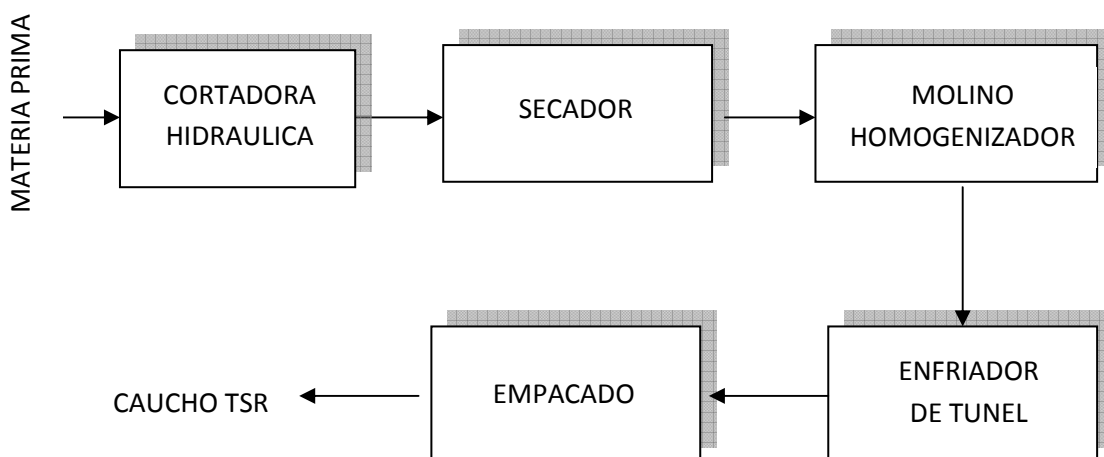 MATERIA PRIMA
CORTADORA
HIDRAULICA
SECADOR
MOLINO
HOMOGENIZADOR
ENFRIADOR
DE TUNEL
EMPACADO
CAUCHO TSR